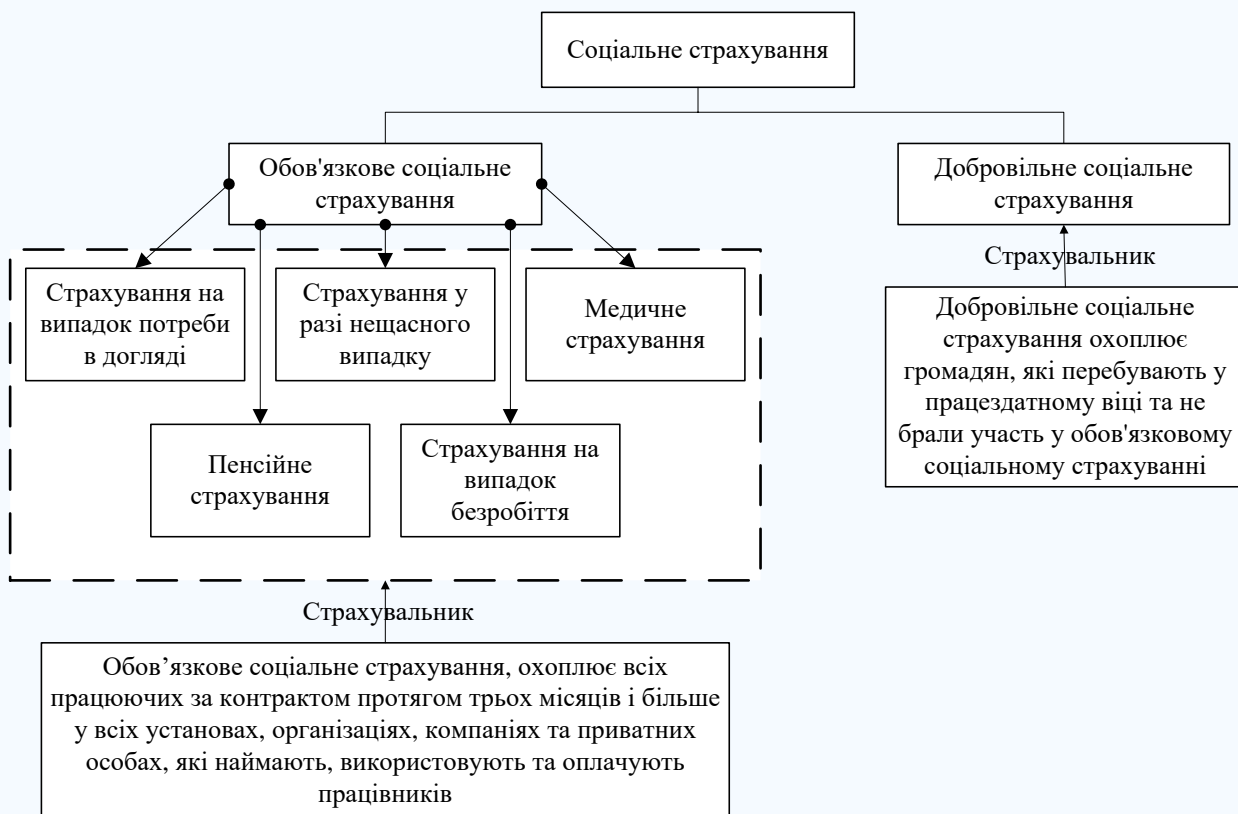 Соціальне страхування
Обов'язкове соціальне
страхування
Добровільне соціальне
страхування
Страхування на
випадок потреби
в догляді
Страхування у
разі нещасного
випадку
Медичне
страхування
Пенсійне
страхування
Страхування на
випадок
безробіття
Страхувальник
Добровільне соціальне
страхування охоплює
громадян, які перебувають у
працездатному віці та не
брали участь у обов'язковому
соціальному страхуванні
Страхувальник
Обов’язкове соціальне страхування, охоплює всіх
працюючих за контрактом протягом трьох місяців і більше
у всіх установах, організаціях, компаніях та приватних
особах, які наймають, використовують та оплачують
працівників